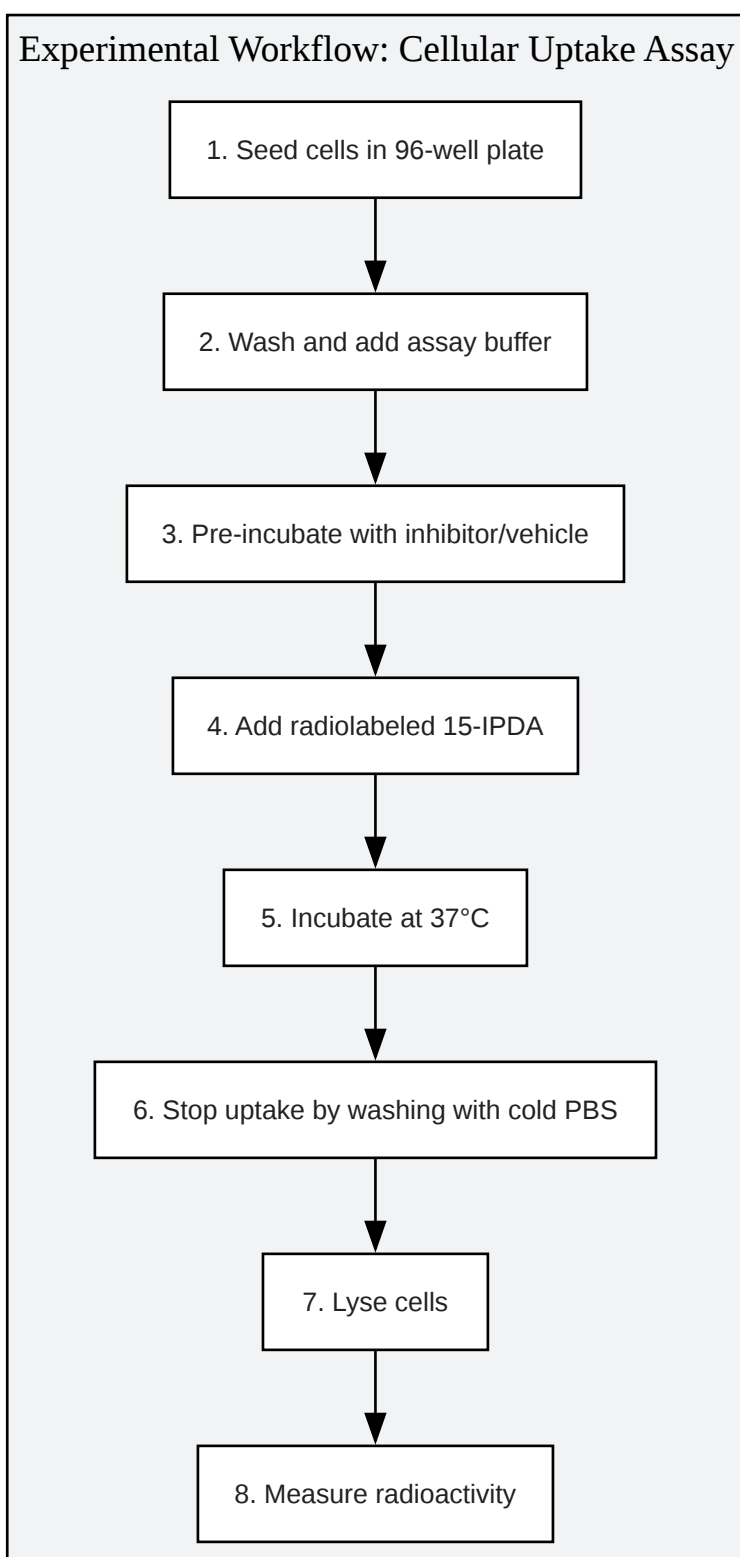 Experimental Workflow: Cellular Uptake Assay
1. Seed cells in 96-well plate
2. Wash and add assay buffer
3. Pre-incubate with inhibitor/vehicle
4. Add radiolabeled 15-IPDA
5. Incubate at 37°C
6. Stop uptake by washing with cold PBS
7. Lyse cells
8. Measure radioactivity